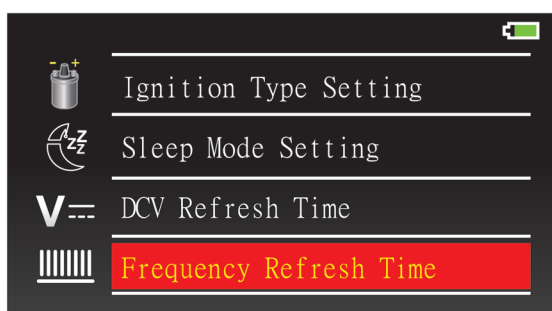 Ignition Type Setting
Sleep Mode Setting
DCV Refresh Time
Frequency Refresh Time